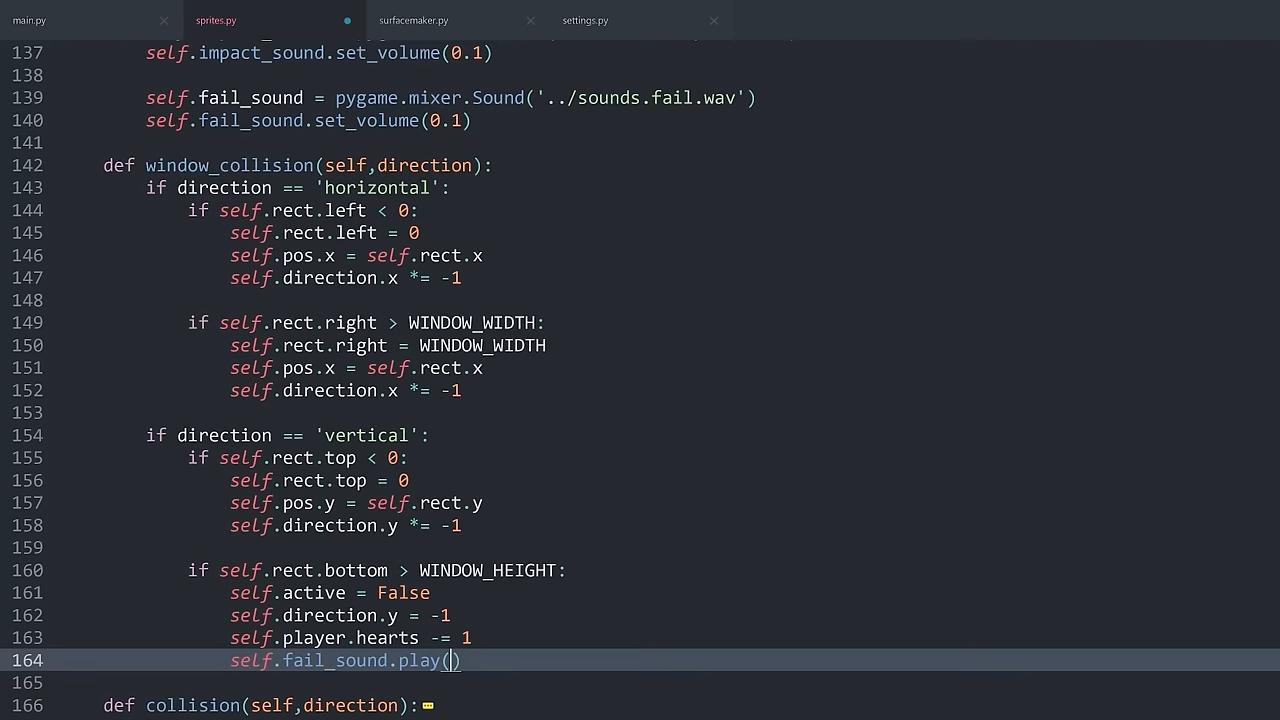 main.py
sprites.py
surfacemaker.py
settings.py
137 self.impact_sound.set_volume(0.1)
138
139 self.fail_sound = pygame.mixer.Sound('../sounds.fail.wav')
140 self.fail_sound.set_volume(0.1)
141
142 def window_collision(self,direction):
143 if direction == 'horizontal':
144 if self.rect.left < 0:
145 self.rect.left = 0
146 self.pos.x = self.rect.x
147 self.direction.x *= -1
148
149 if self.rect.right > WINDOW_WIDTH:
150 self.rect.right = WINDOW_WIDTH
151 self.pos.x = self.rect.x
152 self.direction.x *= -1
153
154 if direction == 'vertical':
155 if self.rect.top < 0:
156 self.rect.top = 0
157 self.pos.y = self.rect.y
158 self.direction.y *= -1
159
160 if self.rect.bottom > WINDOW_HEIGHT:
161 self.active = False
162 self.direction.y = -1
163 self.player.hearts -= 1
164 self.fail_sound.play()
165
166 def collision(self,direction):